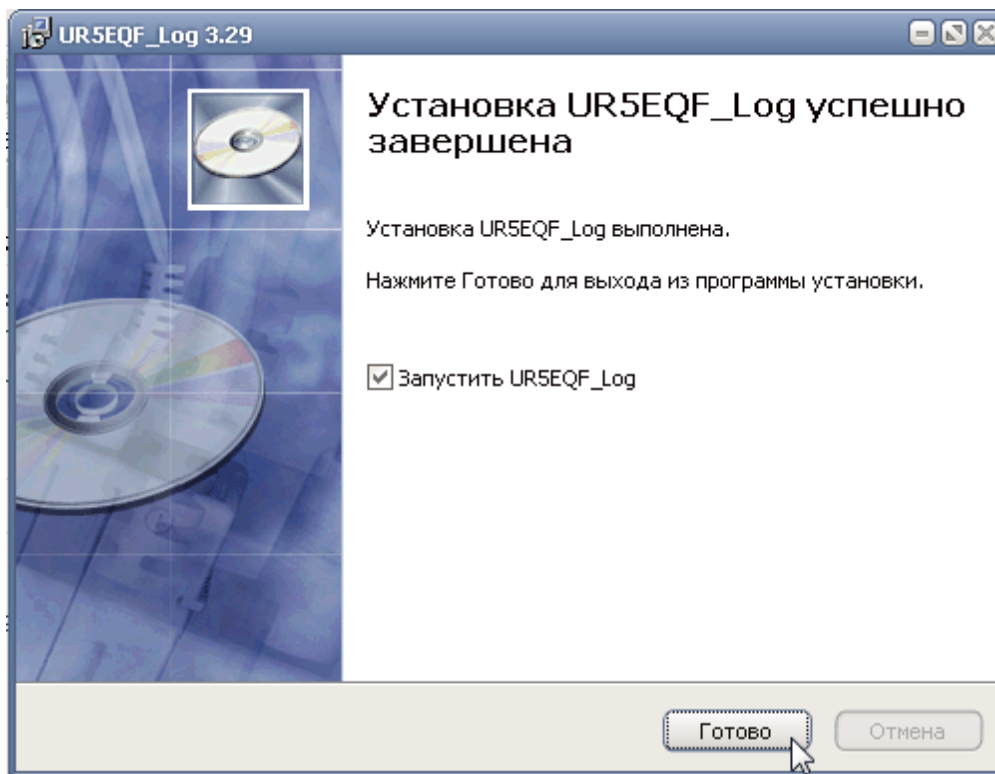 UR5EQF_Log 3.29
Установка UR5EQF_Log успешно
завершена
Установка UR5EQF_Log выполнена.
Нажмите Готово для выхода из программы установки.
Запустить UR5EQF_Log
Готово
Отмена